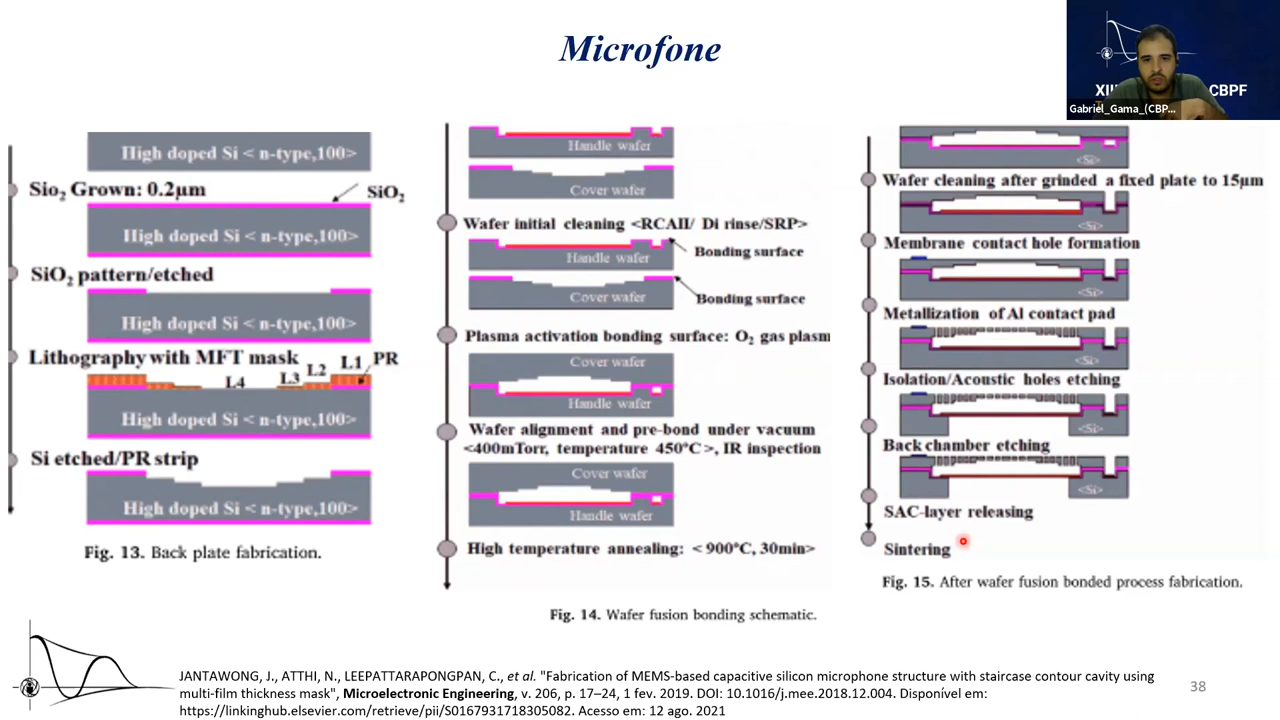 Microfone
XII
CBPF
Gabriel_Gama_(CBP...
High doped Si < n-type,100>
Sio2 Grown: 0.2μm
SiO2
High doped Si < n-type,100>
SiO2 pattern/etched
High doped Si < n-type,100>
Lithography with MFT mask
L4
L3
L2
L1
PR
High doped Si < n-type,100>
Si etched/PR strip
High doped Si < n-type,100>
Fig. 13. Back plate fabrication.
Handle wafer
Cover wafer
Wafer initial cleaning <RCAII/ Di rinse/SRP>
Handle wafer
Bonding surface
Cover wafer
Bonding surface
Plasma activation bonding surface: O2 gas plasm
Cover wafer
Handle wafer
Wafer alignment and pre-bond under vacuum
<400mTorr, temperature 450°C>, IR inspection
Cover wafer
Handle wafer
High temperature annealing: < 900°C, 30min>
Fig. 14. Wafer fusion bonding schematic.
<Si>
Wafer cleaning after grinded a fixed plate to 15μm
<Si>
Membrane contact hole formation
<Si>
Metallization of Al contact pad
<Si>
Isolation/Acoustic holes etching
<Si>
Back chamber etching
<Si>
SAC-layer releasing
Sintering
Fig. 15. After wafer fusion bonded process fabrication.
JANTAWONG, J., ATTHI, N., LEEPATTARAPONGPAN, C., et al. "Fabrication of MEMS-based capacitive silicon microphone structure with staircase contour cavity using
multi-film thickness mask", Microelectronic Engineering, v. 206, p. 17–24, 1 fev. 2019. DOI: 10.1016/j.mee.2018.12.004. Disponível em:
https://linkinghub.elsevier.com/retrieve/pii/S0167931718305082. Acesso em: 12 ago. 2021
38